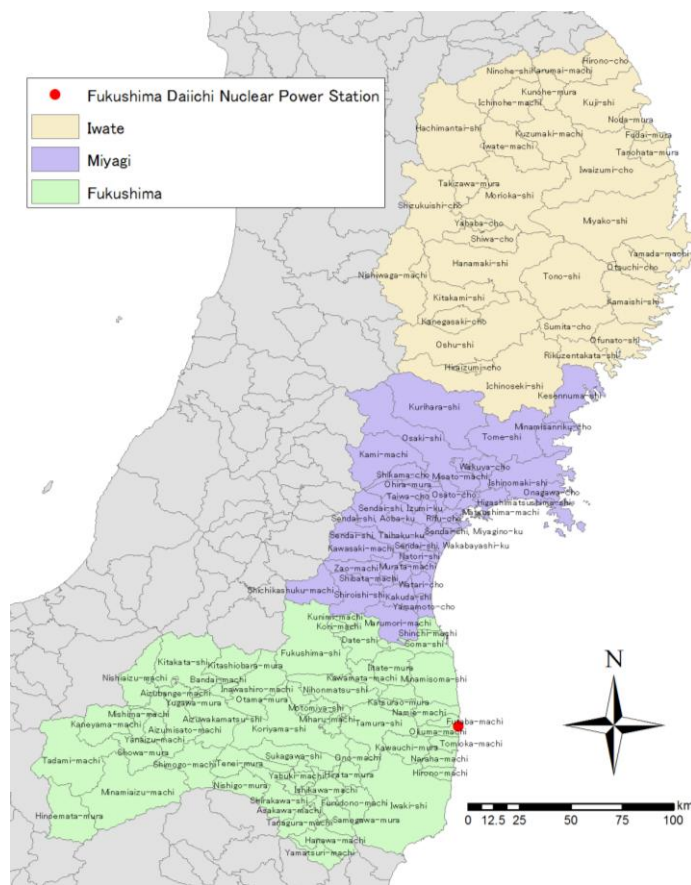 Fukushima Daiichi Nuclear Power Station
Iwate
Miyagi
Fukushima
Hirono-cho
Ninohe-shi
Karumai-machi
Kunohe-mura
Ichinohe-machi
Kuji-shi
Noda-mura
Hachimantai-shi
Kuzumaki-machi
Fudai-mura
Iwate-machi
Tanohata-mura
Iwaizumi-cho
Takizawa-mura
Morioka-shi
Shizukuishi-cho
Miyako-shi
Yahaba-cho
Shiwa-cho
Yamada-machi
Hanamaki-shi
Otsuchi-cho
Nishiwaga-machi
Tono-shi
Kitakami-shi
Kamaishi-shi
Kanegasaki-cho
Sumita-cho
Oshu-shi
Ofunato-shi
Rikuzentakata-shi
Hiraizumi-cho
Ichinoseki-shi
Kesennuma-shi
Kurihara-shi
Minamisannku-cho
Osaki-shi
Tome-shi
Kami-machi
Wakuya-cho
Shikama-cho
Misato-machi
Ohira-mura
Ishinomaki-shi
Taiwa-cho
Osato-cho
Onagawa-cho
Higashimatsushima-shi
Sendai-shi, Izumi-ku
Matsushima-machi
Sendai-shi, Aoba-ku
Rifu-cho
Sendai-shi, Miyagino-ku
Sendai-shi, Taihaku-ku
Sendai-shi, Wakabayashi-ku
Kawasaki-machi
Natori-shi
Zao-machi
Murata-machi
Shibata-machi
Shichikashuku-machi
Watari-cho
Shiroishi-shi
Kakuda-shi
Yamamoto-cho
Kunimi-machi
Marumori-machi
Kori-machi
Shinchi-machi
Date-shi
Soma-shi
Fukushima-shi
Kitakata-shi
Kitashiobara-mura
Iitate-mura
Nishiaizu-machi
Bandai-machi
Kawamata-machi
Minamisoma-shi
Aizubange-machi
Inawashiro-machi
Nihonmatsu-shi
Yugawa-mura
Otama-mura
Katsurao-mura
Mishima-machi
Motomiya-shi
Namie-machi
Kaneyama-machi
Aizuwakamatsu-shi
Miharu-machi
Tamura-shi
Futaba-machi
Aizumisato-machi
Koriyama-shi
Okuma-machi
Yanaizu-machi
Tomioka-machi
Showa-mura
Kawauchi-mura
Tadami-machi
Sukagawa-shi
Ono-machi
Naraha-machi
Shimogo-machi
Tenei-mura
Hirono-machi
Yabuki-machi
Hirata-mura
Nishigo-mura
Ishikawa-machi
Minamiaizu-machi
Shirakawa-shi
Furudono-machi
Iwaki-shi
Asakawa-machi
Hinoemata-mura
Tanagura-machi
Samegawa-mura
Hanawa-machi
Yamatsuri-machi
N
km
0 12.5 25 50 75 100